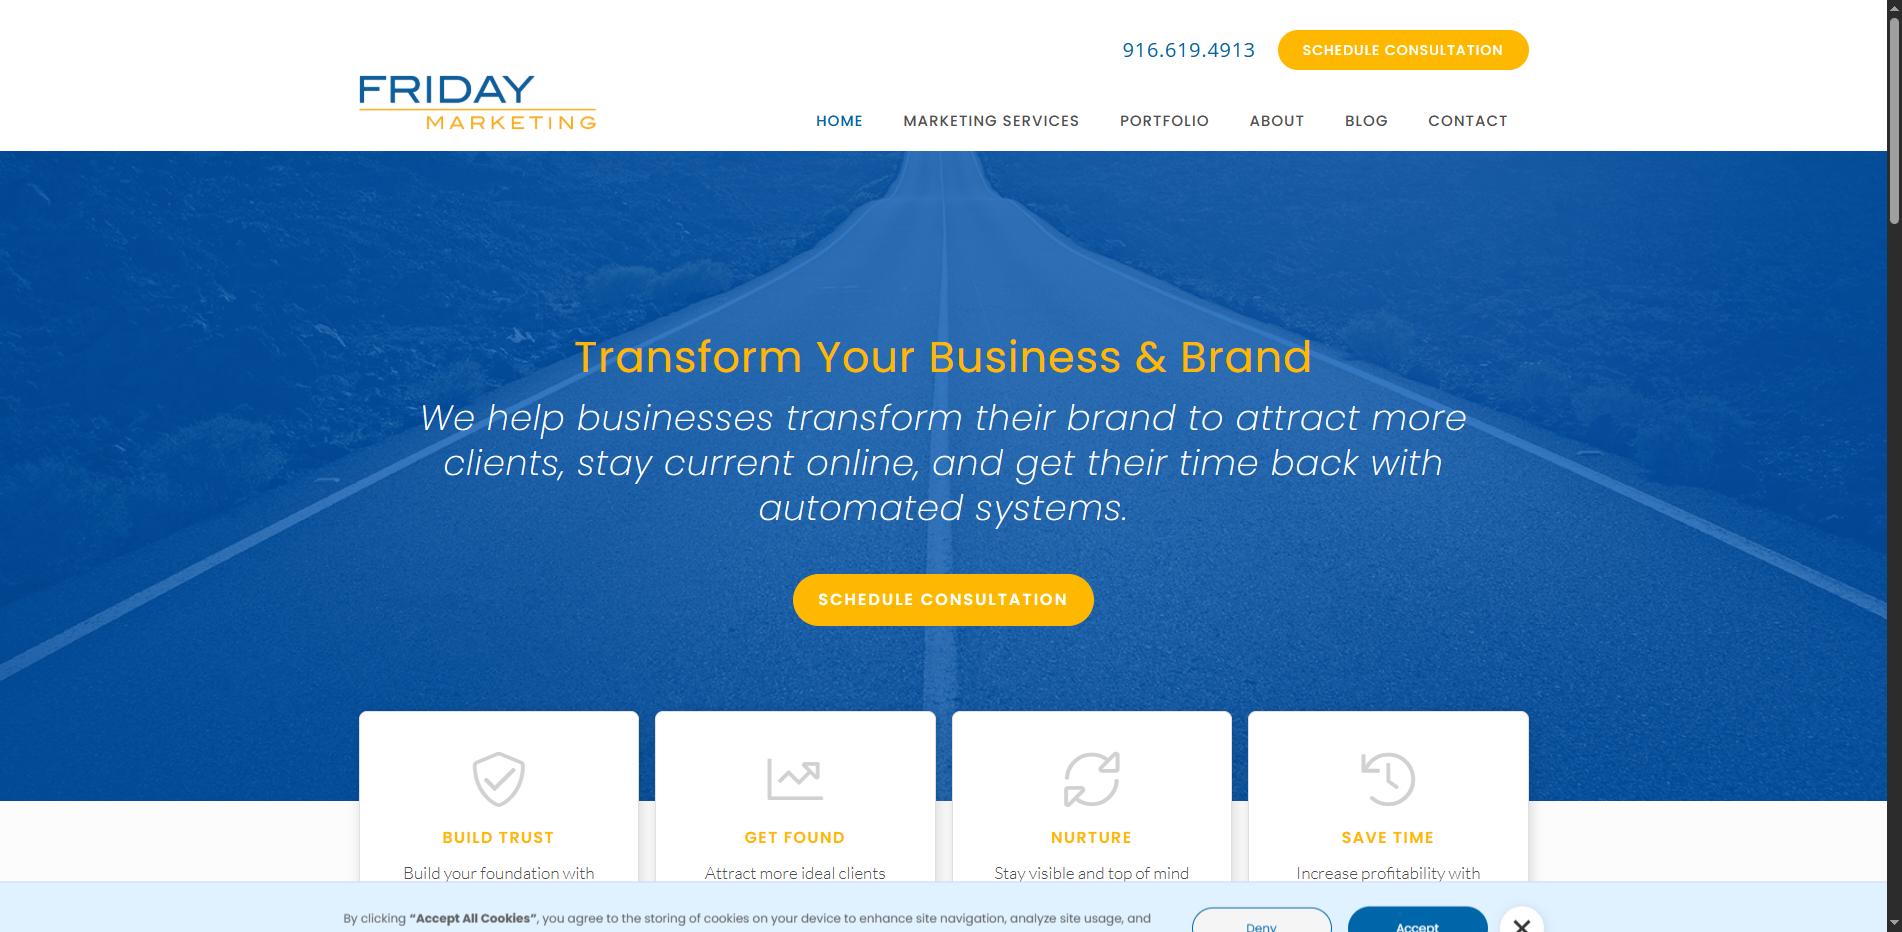 916.619.4913
SCHEDULE CONSULTATION
FRIDAY
MARKETING
HOME
MARKETING SERVICES
PORTFOLIO
ABOUT
BLOG
CONTACT
Transform Your Business & Brand
We help businesses transform their brand to attract more
clients, stay current online, and get their time back with
automated systems.
SCHEDULE CONSULTATION
BUILD TRUST
Build your foundation with
GET FOUND
Attract more ideal clients
NURTURE
Stay visible and top of mind
SAVE TIME
Increase profitability with
By clicking “Accept All Cookies”, you agree to the storing of cookies on your device to enhance site navigation, analyze site usage, and
Deny
Accept